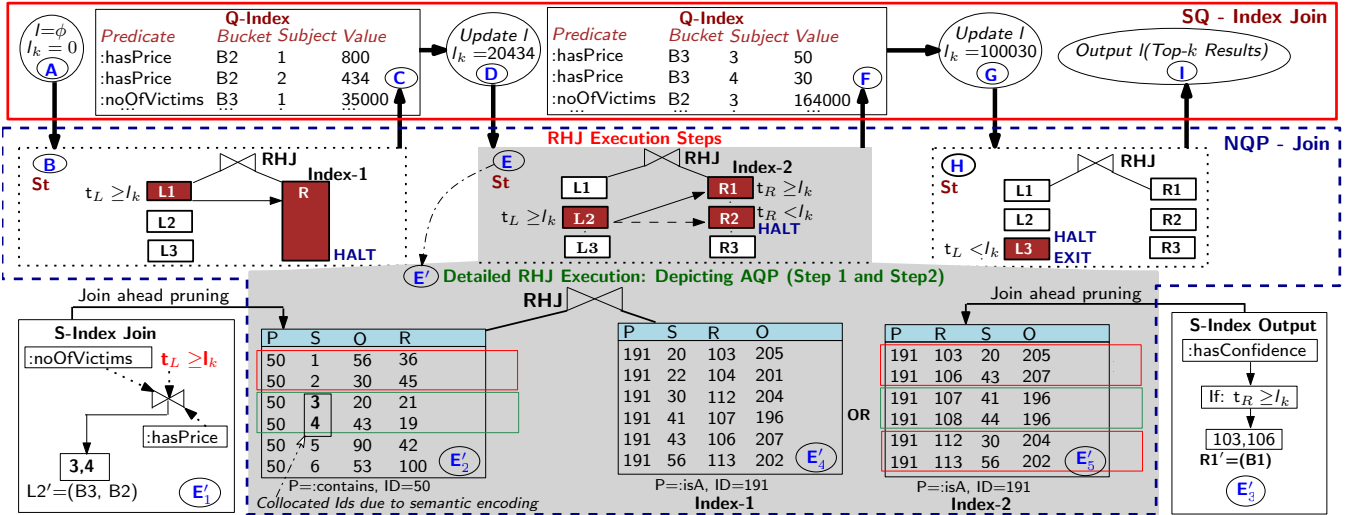 SQ - Index Join
I=ϕ
l_k = 0
A
Q-Index
Predicate Bucket Subject Value
:hasPrice B2 1 800
:hasPrice B2 2 434
:noOfVictims B3 1 35000
... ... ...
C
Update I
l_k =20434
D
Q-Index
Predicate Bucket Subject Value
:hasPrice B3 3 50
:hasPrice B3 4 30
:noOfVictims B2 3 164000
... ... ...
F
Update I
l_k =100030
G
Output I(Top-k Results)
I
NQP - Join
B
St
RHJ
Index-1
t_L ≥l_k
L1
L2
L3
R
HALT
RHJ Execution Steps
E
St
RHJ
Index-2
L1
t_L ≥l_k
L2
L3
R1
t_R ≥l_k
R2
t_R <l_k
HALT
R3
H
St
RHJ
L1
L2
t_L <l_k
L3
HALT
EXIT
R1
R2
R3
E′
Detailed RHJ Execution: Depicting AQP (Step 1 and Step2)
RHJ
Join ahead pruning
S-Index Join
:noOfVictims
t_L ≥l_k
:hasPrice
3,4
L2′=(B3, B2)
E′_1
P S O R
50 1 56 36
50 2 30 45
50 3 20 21
50 4 43 19
50 5 90 42
50 6 53 100
E′_2
P=:contains, ID=50
Collocated Ids due to semantic encoding
P S R O
191 20 103 205
191 22 104 201
191 30 112 204
191 41 107 196
191 43 106 207
191 56 113 202
E′_4
P=:isA, ID=191
Index-1
OR
P R S O
191 103 20 205
191 106 43 207
191 107 41 196
191 108 44 196
191 112 30 204
191 113 56 202
E′_5
P=:isA, ID=191
Index-2
Join ahead pruning
S-Index Output
:hasConfidence
If: t_R ≥l_k
103,106
R1′=(B1)
E′_3